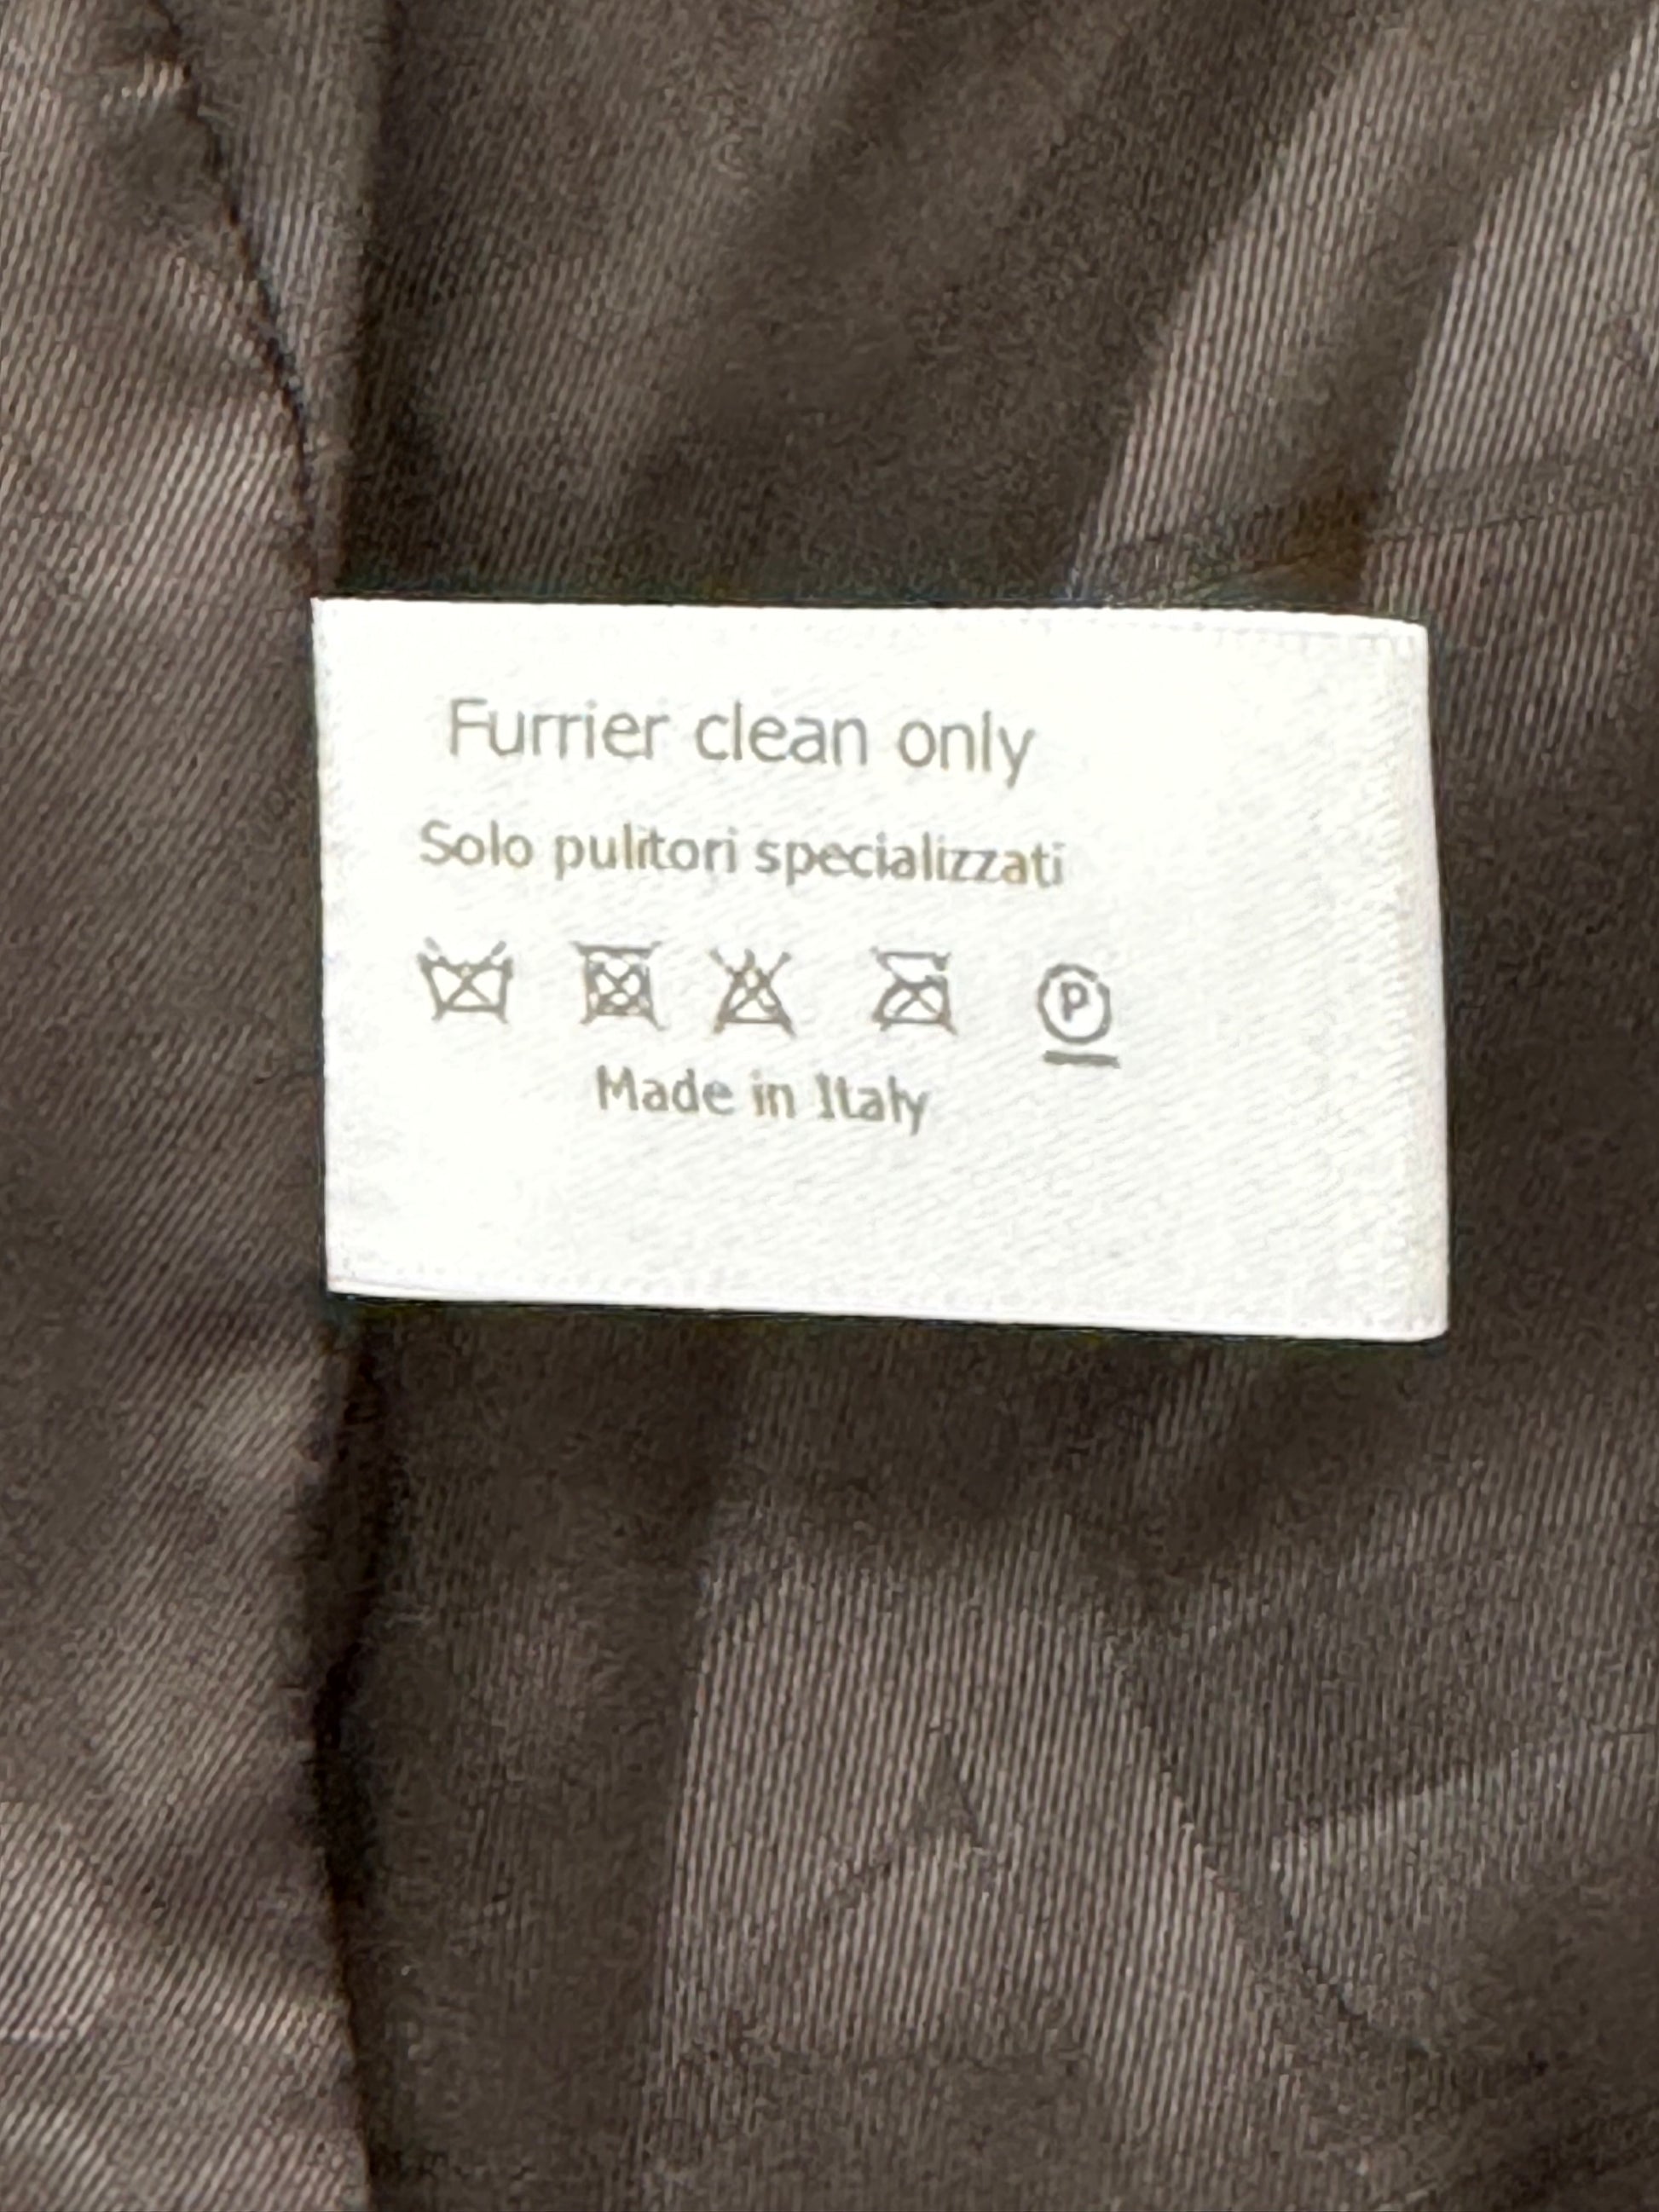 Furrier clean only
Solo pulitori specializzati
P
Made in Italy